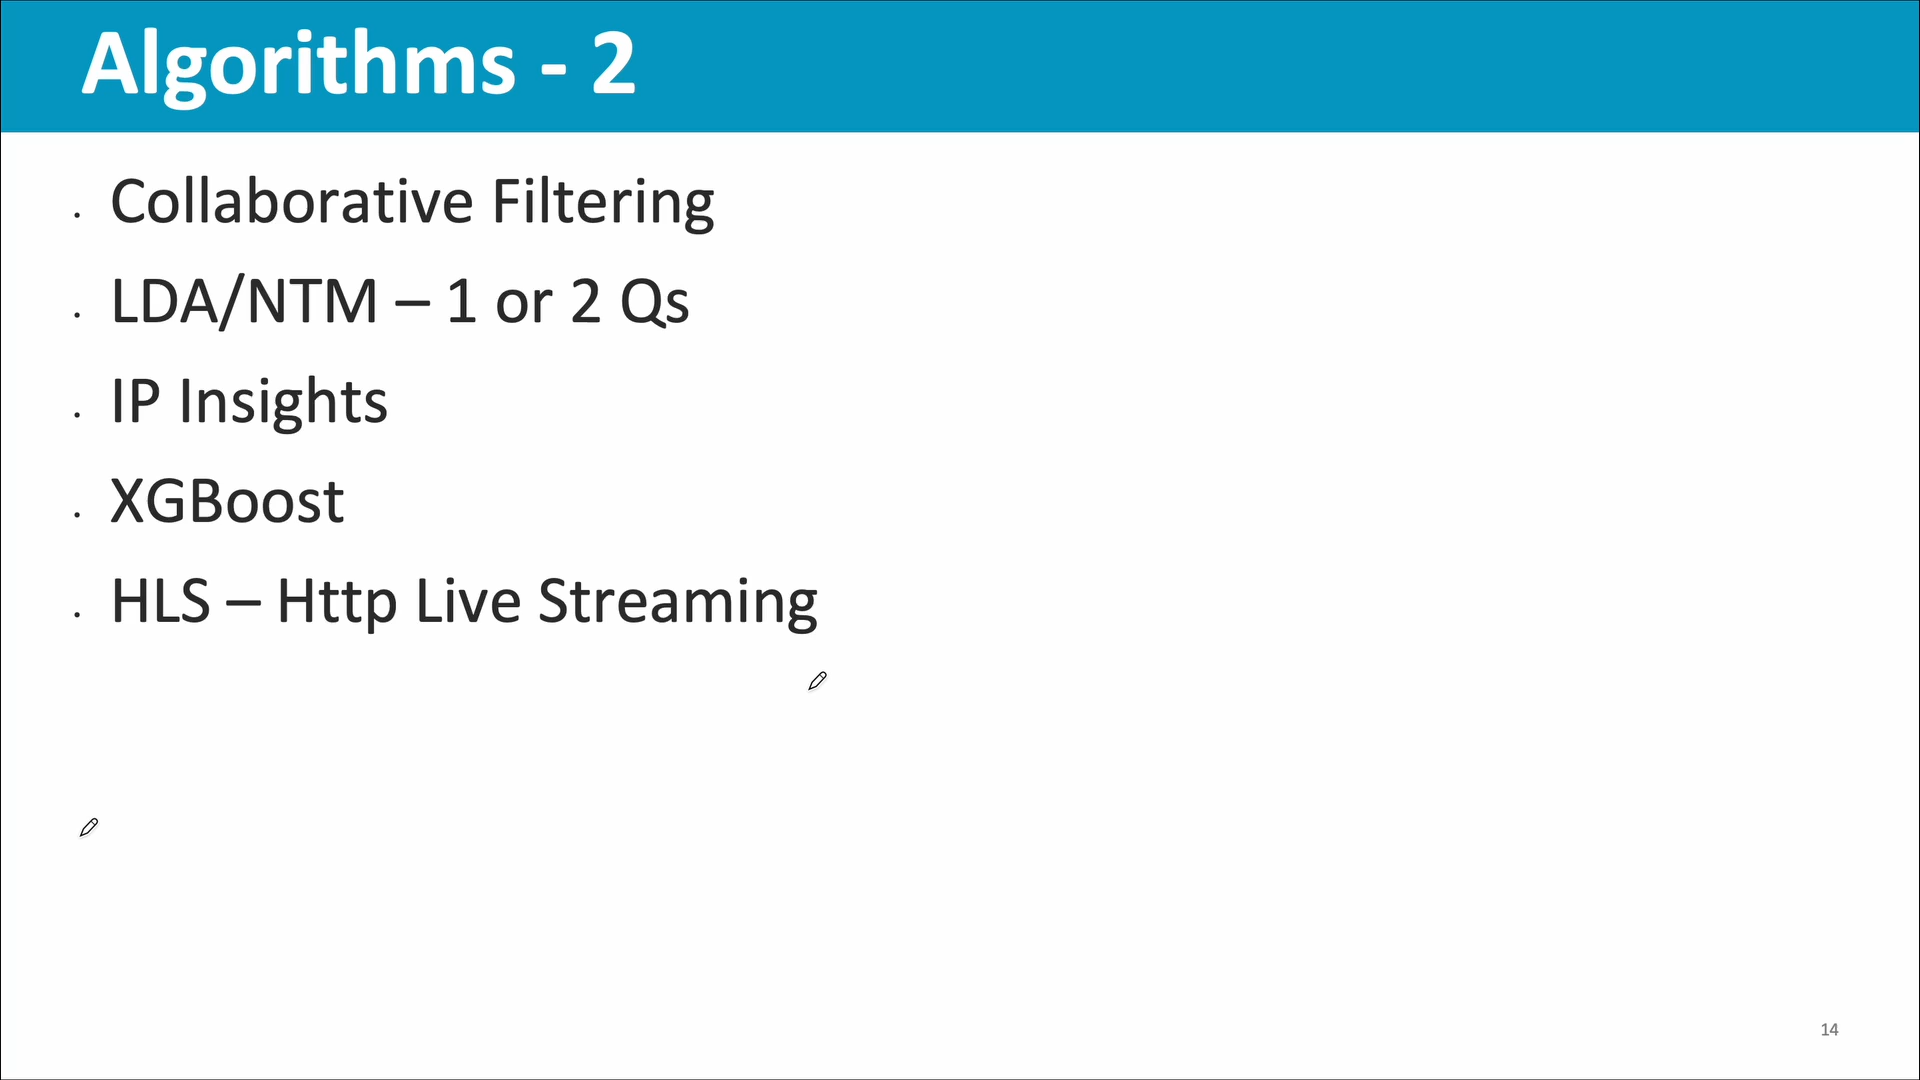 Algorithms - 2
. Collaborative Filtering
. LDA/NTM – 1 or 2 Qs
. IP Insights
. XGBoost
. HLS – Http Live Streaming
14